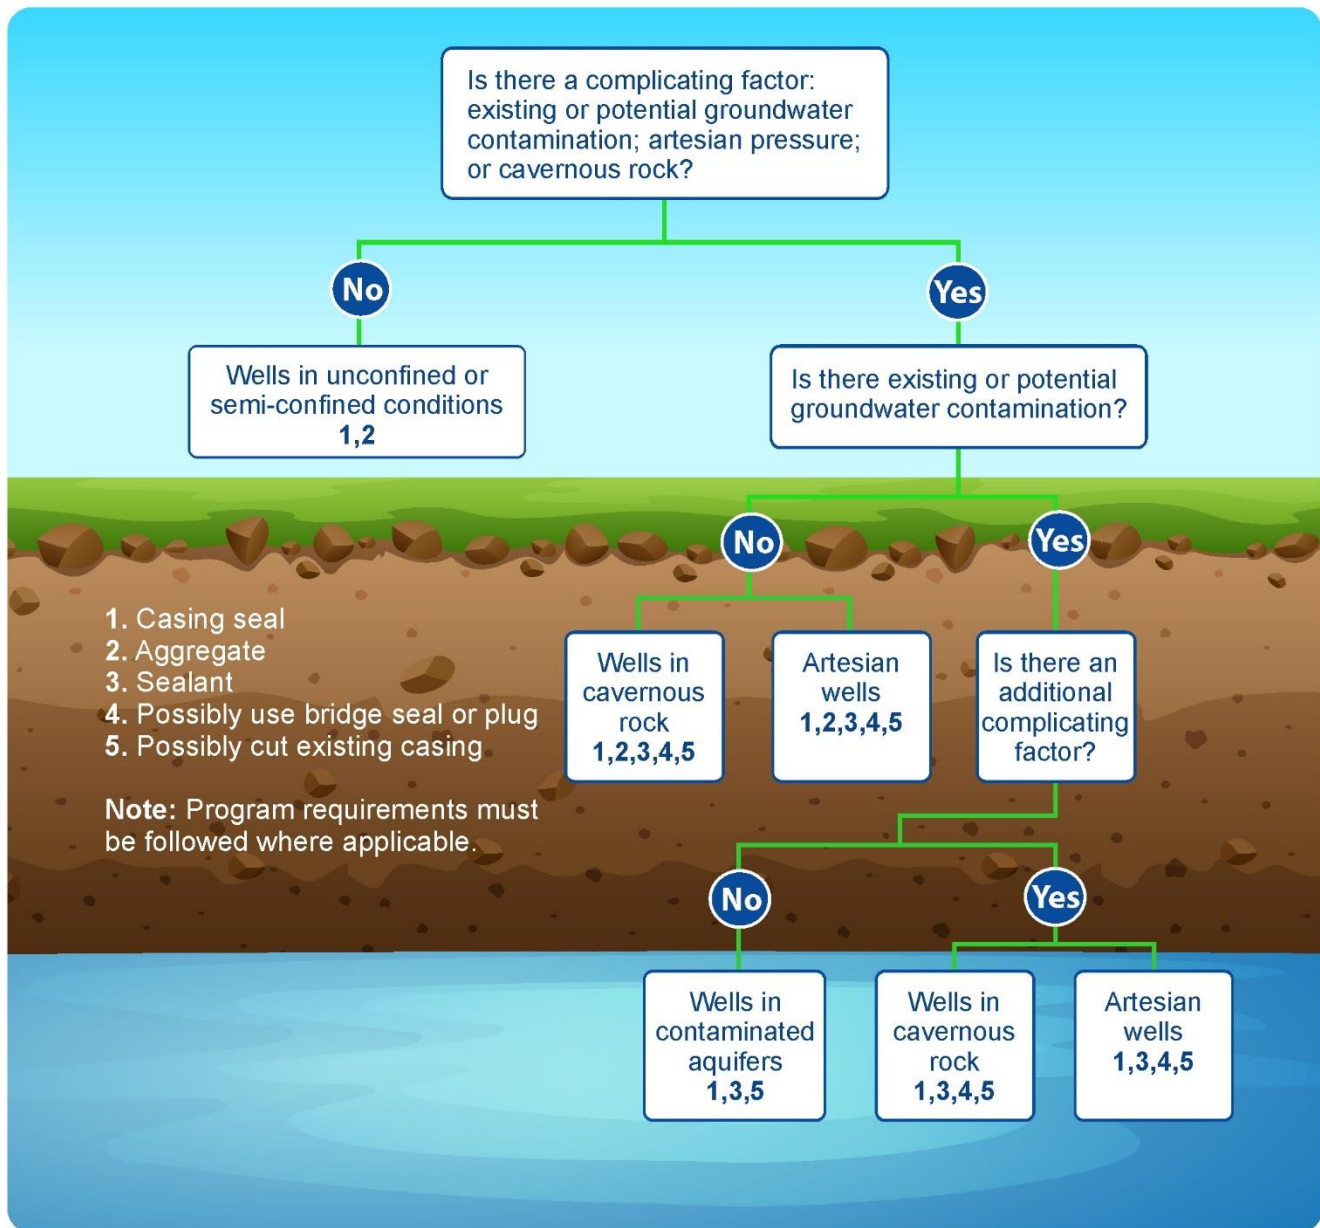 Is there a complicating factor:
existing or potential groundwater
contamination; artesian pressure;
or cavernous rock?
No
Yes
Wells in unconfined or
semi-confined conditions
1,2
Is there existing or potential
groundwater contamination?
No
Yes
1. Casing seal
2. Aggregate
3. Sealant
4. Possibly use bridge seal or plug
5. Possibly cut existing casing
Note: Program requirements must
be followed where applicable.
Wells in
cavernous
rock
1,2,3,4,5
Artesian
wells
1,2,3,4,5
Is there an
additional
complicating
factor?
No
Yes
Wells in
contaminated
aquifers
1,3,5
Wells in
cavernous
rock
1,3,4,5
Artesian
wells
1,3,4,5